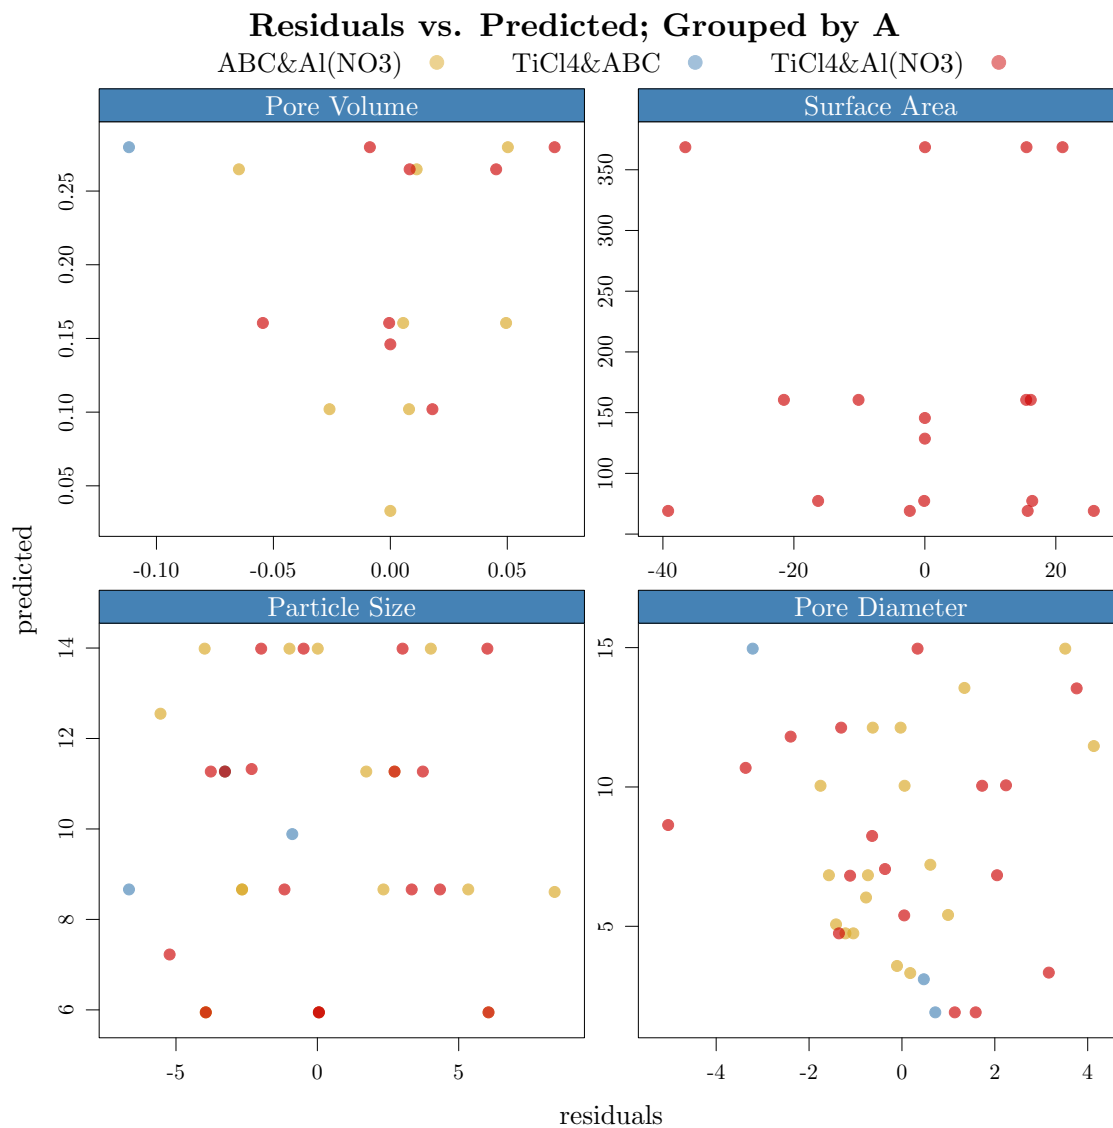 Residuals vs. Predicted; Grouped by A
ABC&Al(NO3) TiCl4&ABC TiCl4&Al(NO3)
Pore Volume
0.25
0.20
0.15
0.10
0.05
-0.10 -0.05 0.00 0.05
Surface Area
350
300
250
200
150
100
-40 -20 0 20
predicted
Particle Size
14
12
10
8
6
-5 0 5
Pore Diameter
15
10
5
-4 -2 0 2 4
residuals